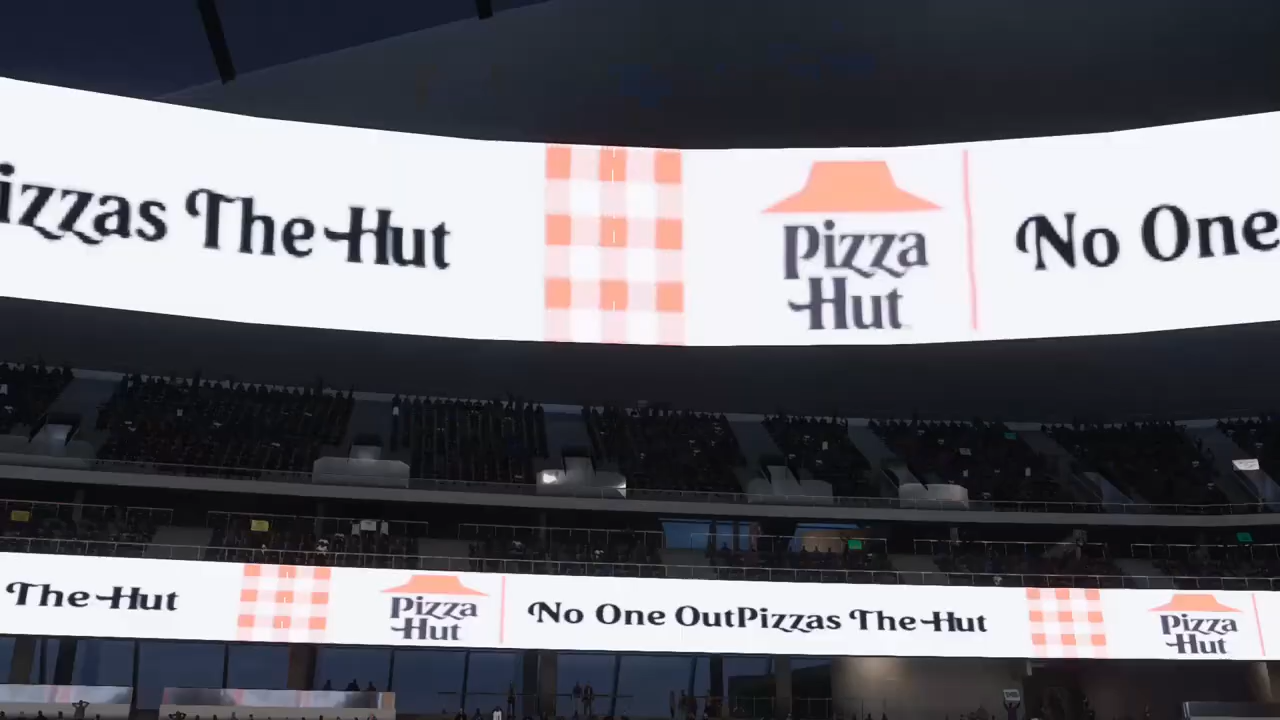 izzas The Hut
Pizza
Hut
No One
The Hut
Pizza
Hut
No One OutPizzas The Hut
Pizza
Hut